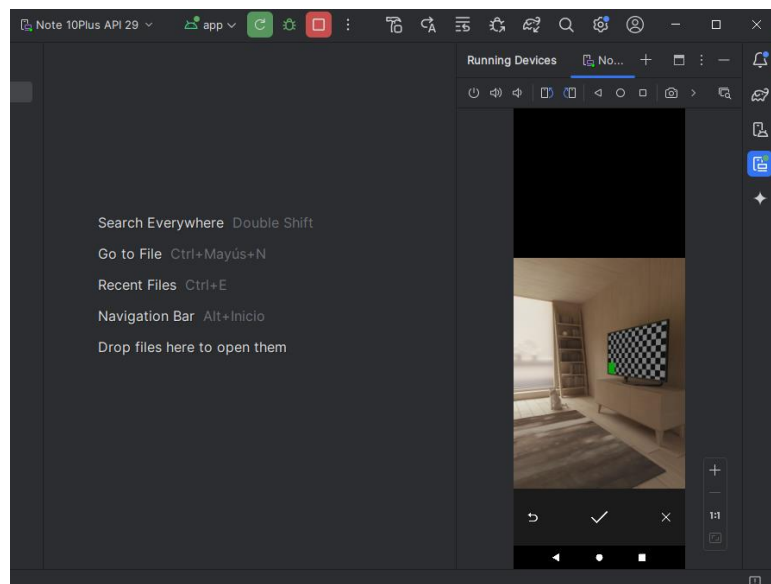 Note 10Plus API 29
app
Running Devices
No...
Search Everywhere Double Shift
Go to File Ctrl+Mayús+N
Recent Files Ctrl+E
Navigation Bar Alt+Inicio
Drop files here to open them
1:1